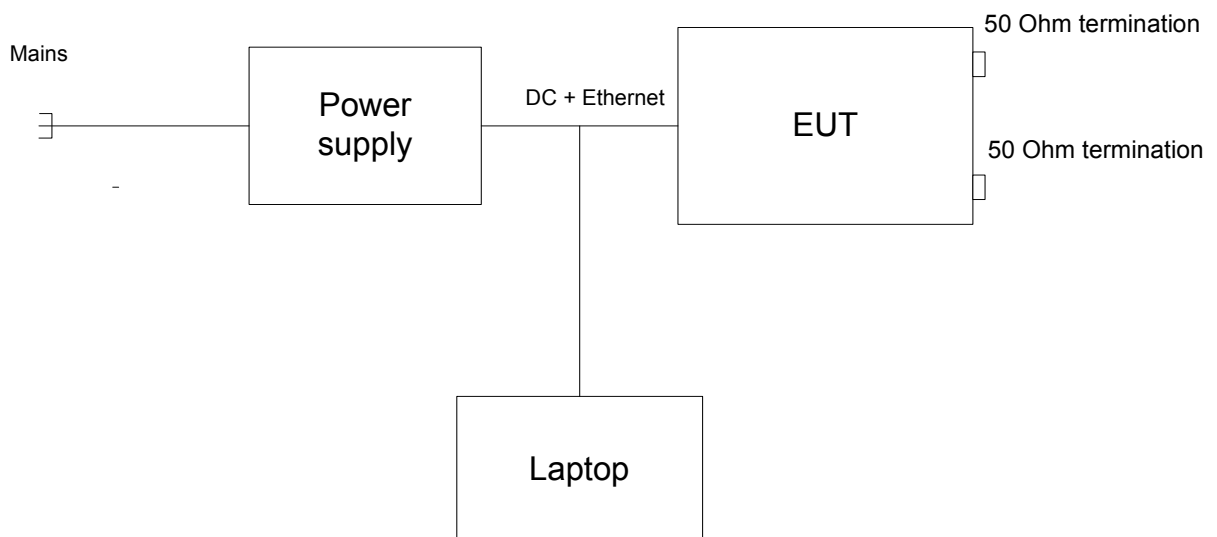 50 Ohm termination
Mains
Power
supply
DC + Ethernet
EUT
50 Ohm termination
Laptop